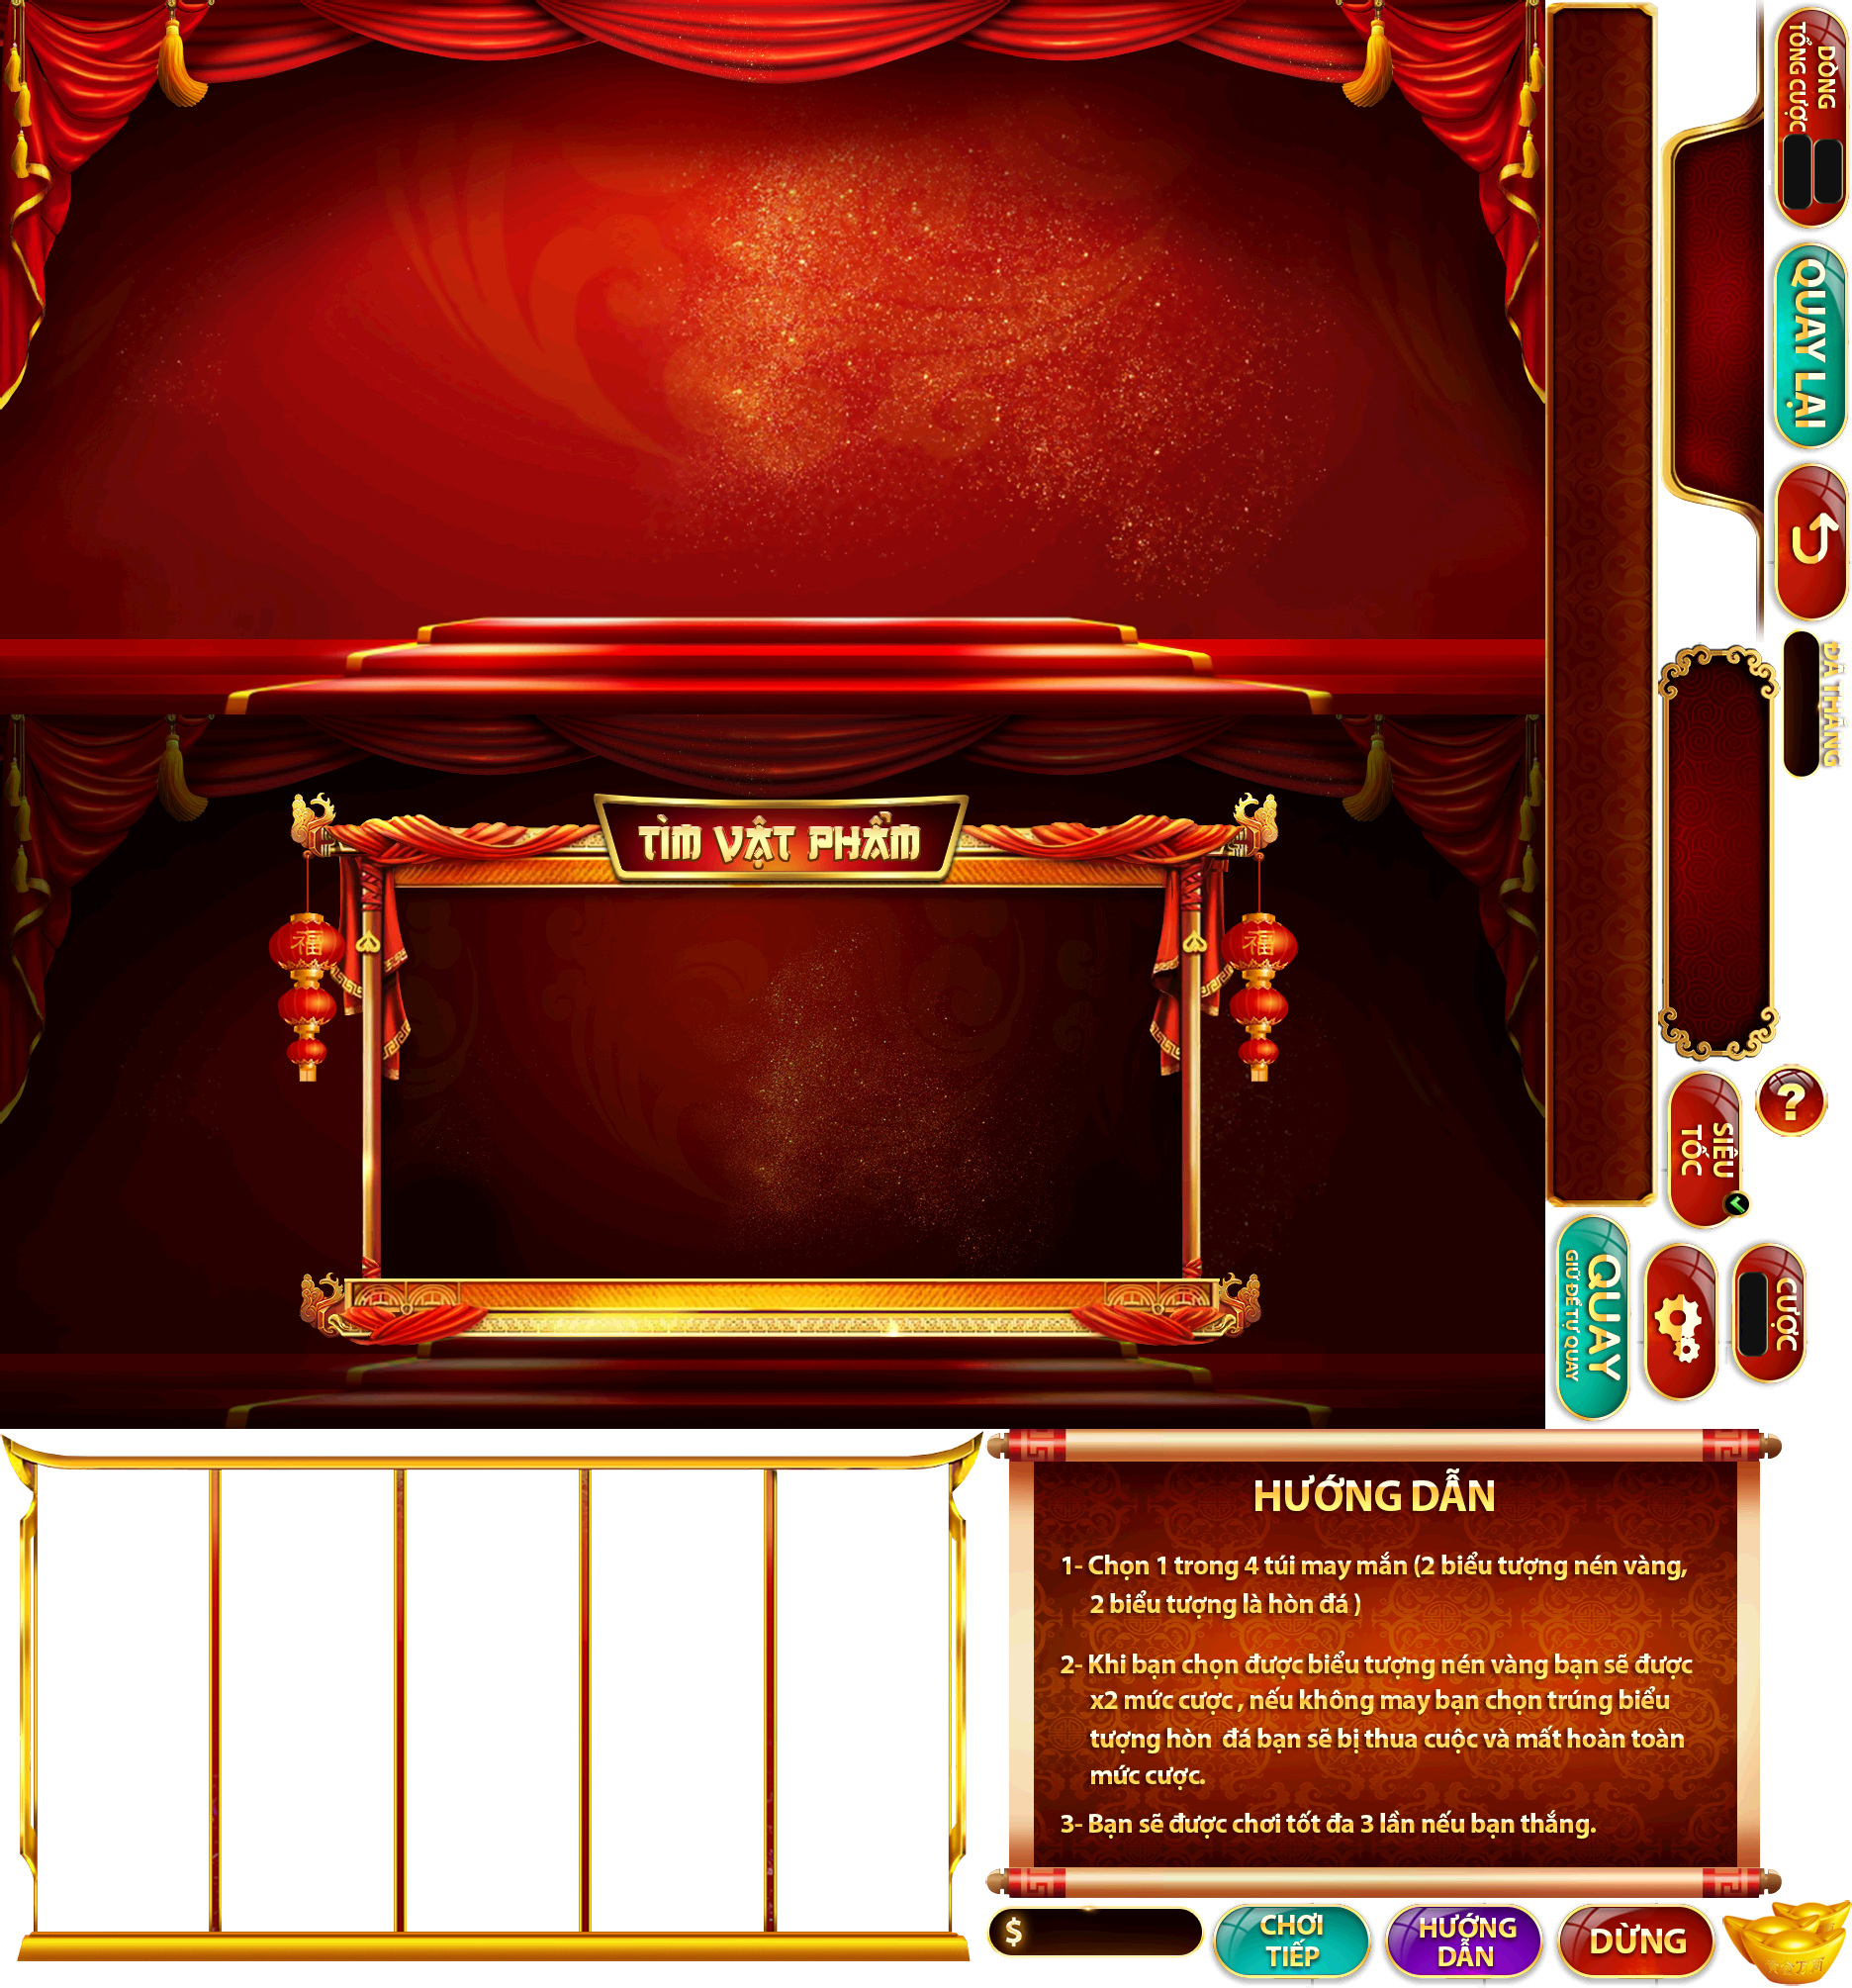 DÒNG
TỔNG CƯỢC
QUAY LẠI
ĐÃ THẮNG
TÌM VẬT PHẨM
福
福
?
SIÊU
TỐC
QUAY
GIỮ ĐỂ TỰ QUAY
CƯỢC
HƯỚNG DẪN
1- Chọn 1 trong 4 túi may mắn (2 biểu tượng nén vàng,
2 biểu tượng là hòn đá )
2- Khi bạn chọn được biểu tượng nén vàng bạn sẽ được
x2 mức cược , nếu không may bạn chọn trúng biểu
tượng hòn đá bạn sẽ bị thua cuộc và mất hoàn toàn
mức cược.
3- Bạn sẽ được chơi tốt đa 3 lần nếu bạn thắng.
$
CHƠI
TIẾP
HƯỚNG
DẪN
DỪNG